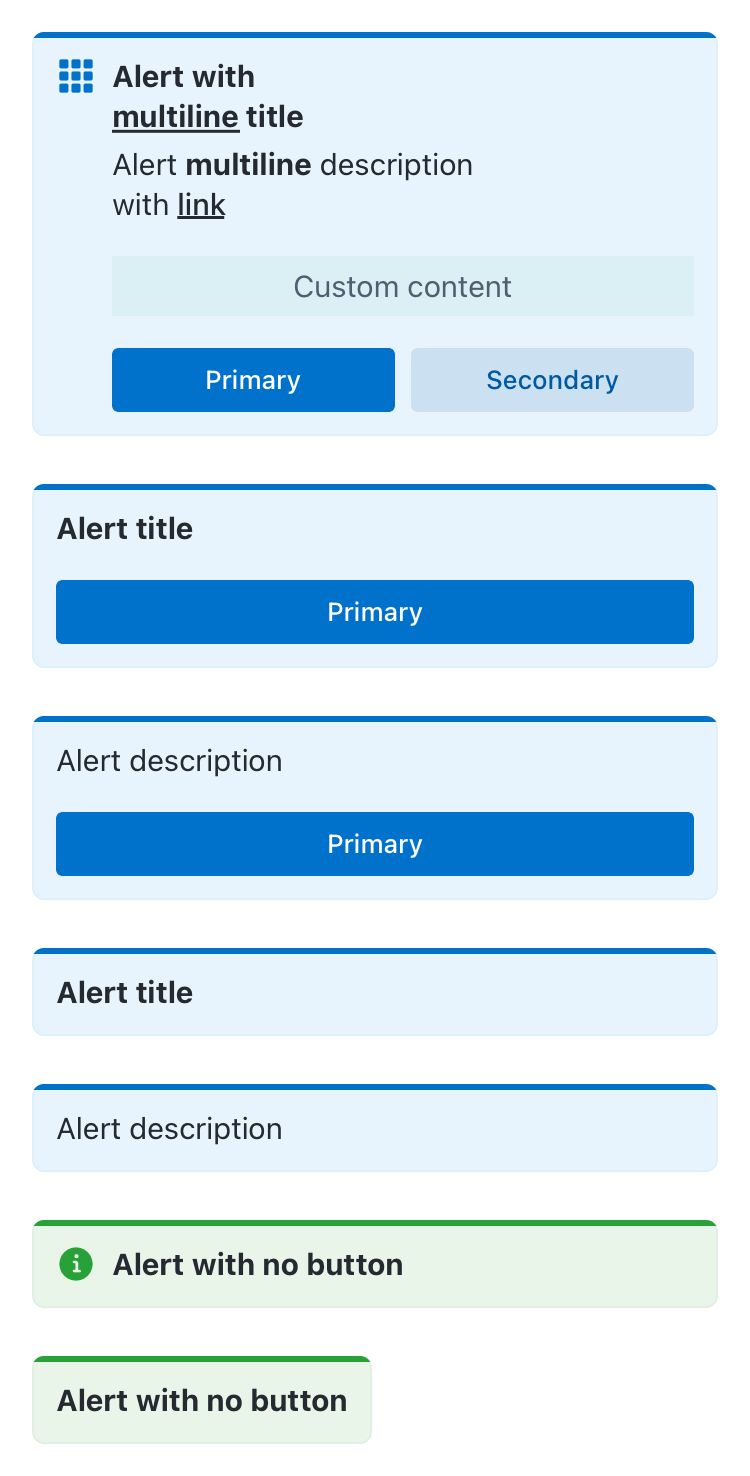 Alert with
multiline title
Alert multiline description
with link
Custom content
Primary Secondary
Alert title
Primary
Alert description
Primary
Alert title
Alert description
Alert with no button
Alert with no button